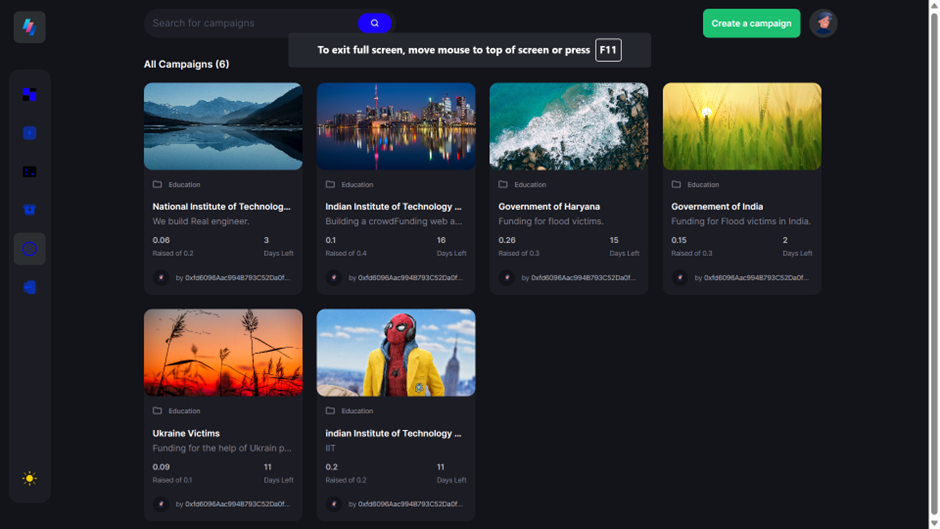 Search for campaigns
Create a campaign
To exit full screen, move mouse to top of screen or press F11
All Campaigns (6)
Education
National Institute of Technolog...
We build Real engineer.
0.06 3
Raised of 0.2 Days Left
by 0xfd6096Aac994B793C52Da0f...
Education
Indian Institute of Technology ...
Building a crowdFunding web a...
0.1 16
Raised of 0.4 Days Left
by 0xfd6096Aac994B793C52Da0f...
Education
Government of Haryana
Funding for flood victims.
0.26 15
Raised of 0.3 Days Left
by 0xfd6096Aac994B793C52Da0f...
Education
Governement of India
Funding for Flood victims in India.
0.15 2
Raised of 0.3 Days Left
by 0xfd6096Aac994B793C52Da0f...
Education
Ukraine Victims
Funding for the help of Ukrain p...
0.09 11
Raised of 0.1 Days Left
by 0xfd6096Aac994B793C52Da0f...
Education
indian Institute of Technology ...
IIT
0.2 11
Raised of 0.2 Days Left
by 0xfd6096Aac994B793C52Da0f...